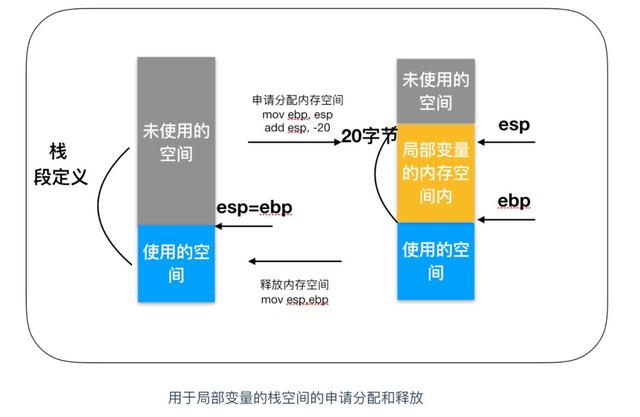 栈
段定义
未使用的
空间
使用的空
间
esp=ebp
申请分配内存空间
mov ebp, esp
add esp, -20
释放内存空间
mov esp,ebp
20字节
未使用的
空间
局部变量
的内存空
间内
使用的空
间
esp
ebp
用于局部变量的栈空间的申请分配和释放